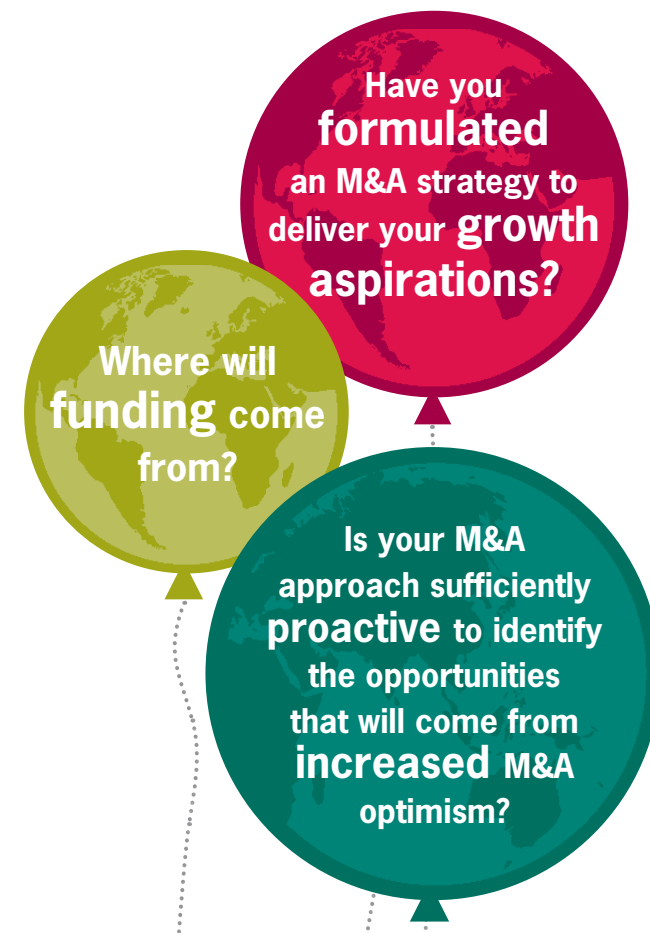 Have you
formulated
an M&A strategy to
deliver your growth
aspirations?
Where will
funding come
from?
Is your M&A
approach sufficiently
proactive to identify
the opportunities
that will come from
increased M&A
optimism?